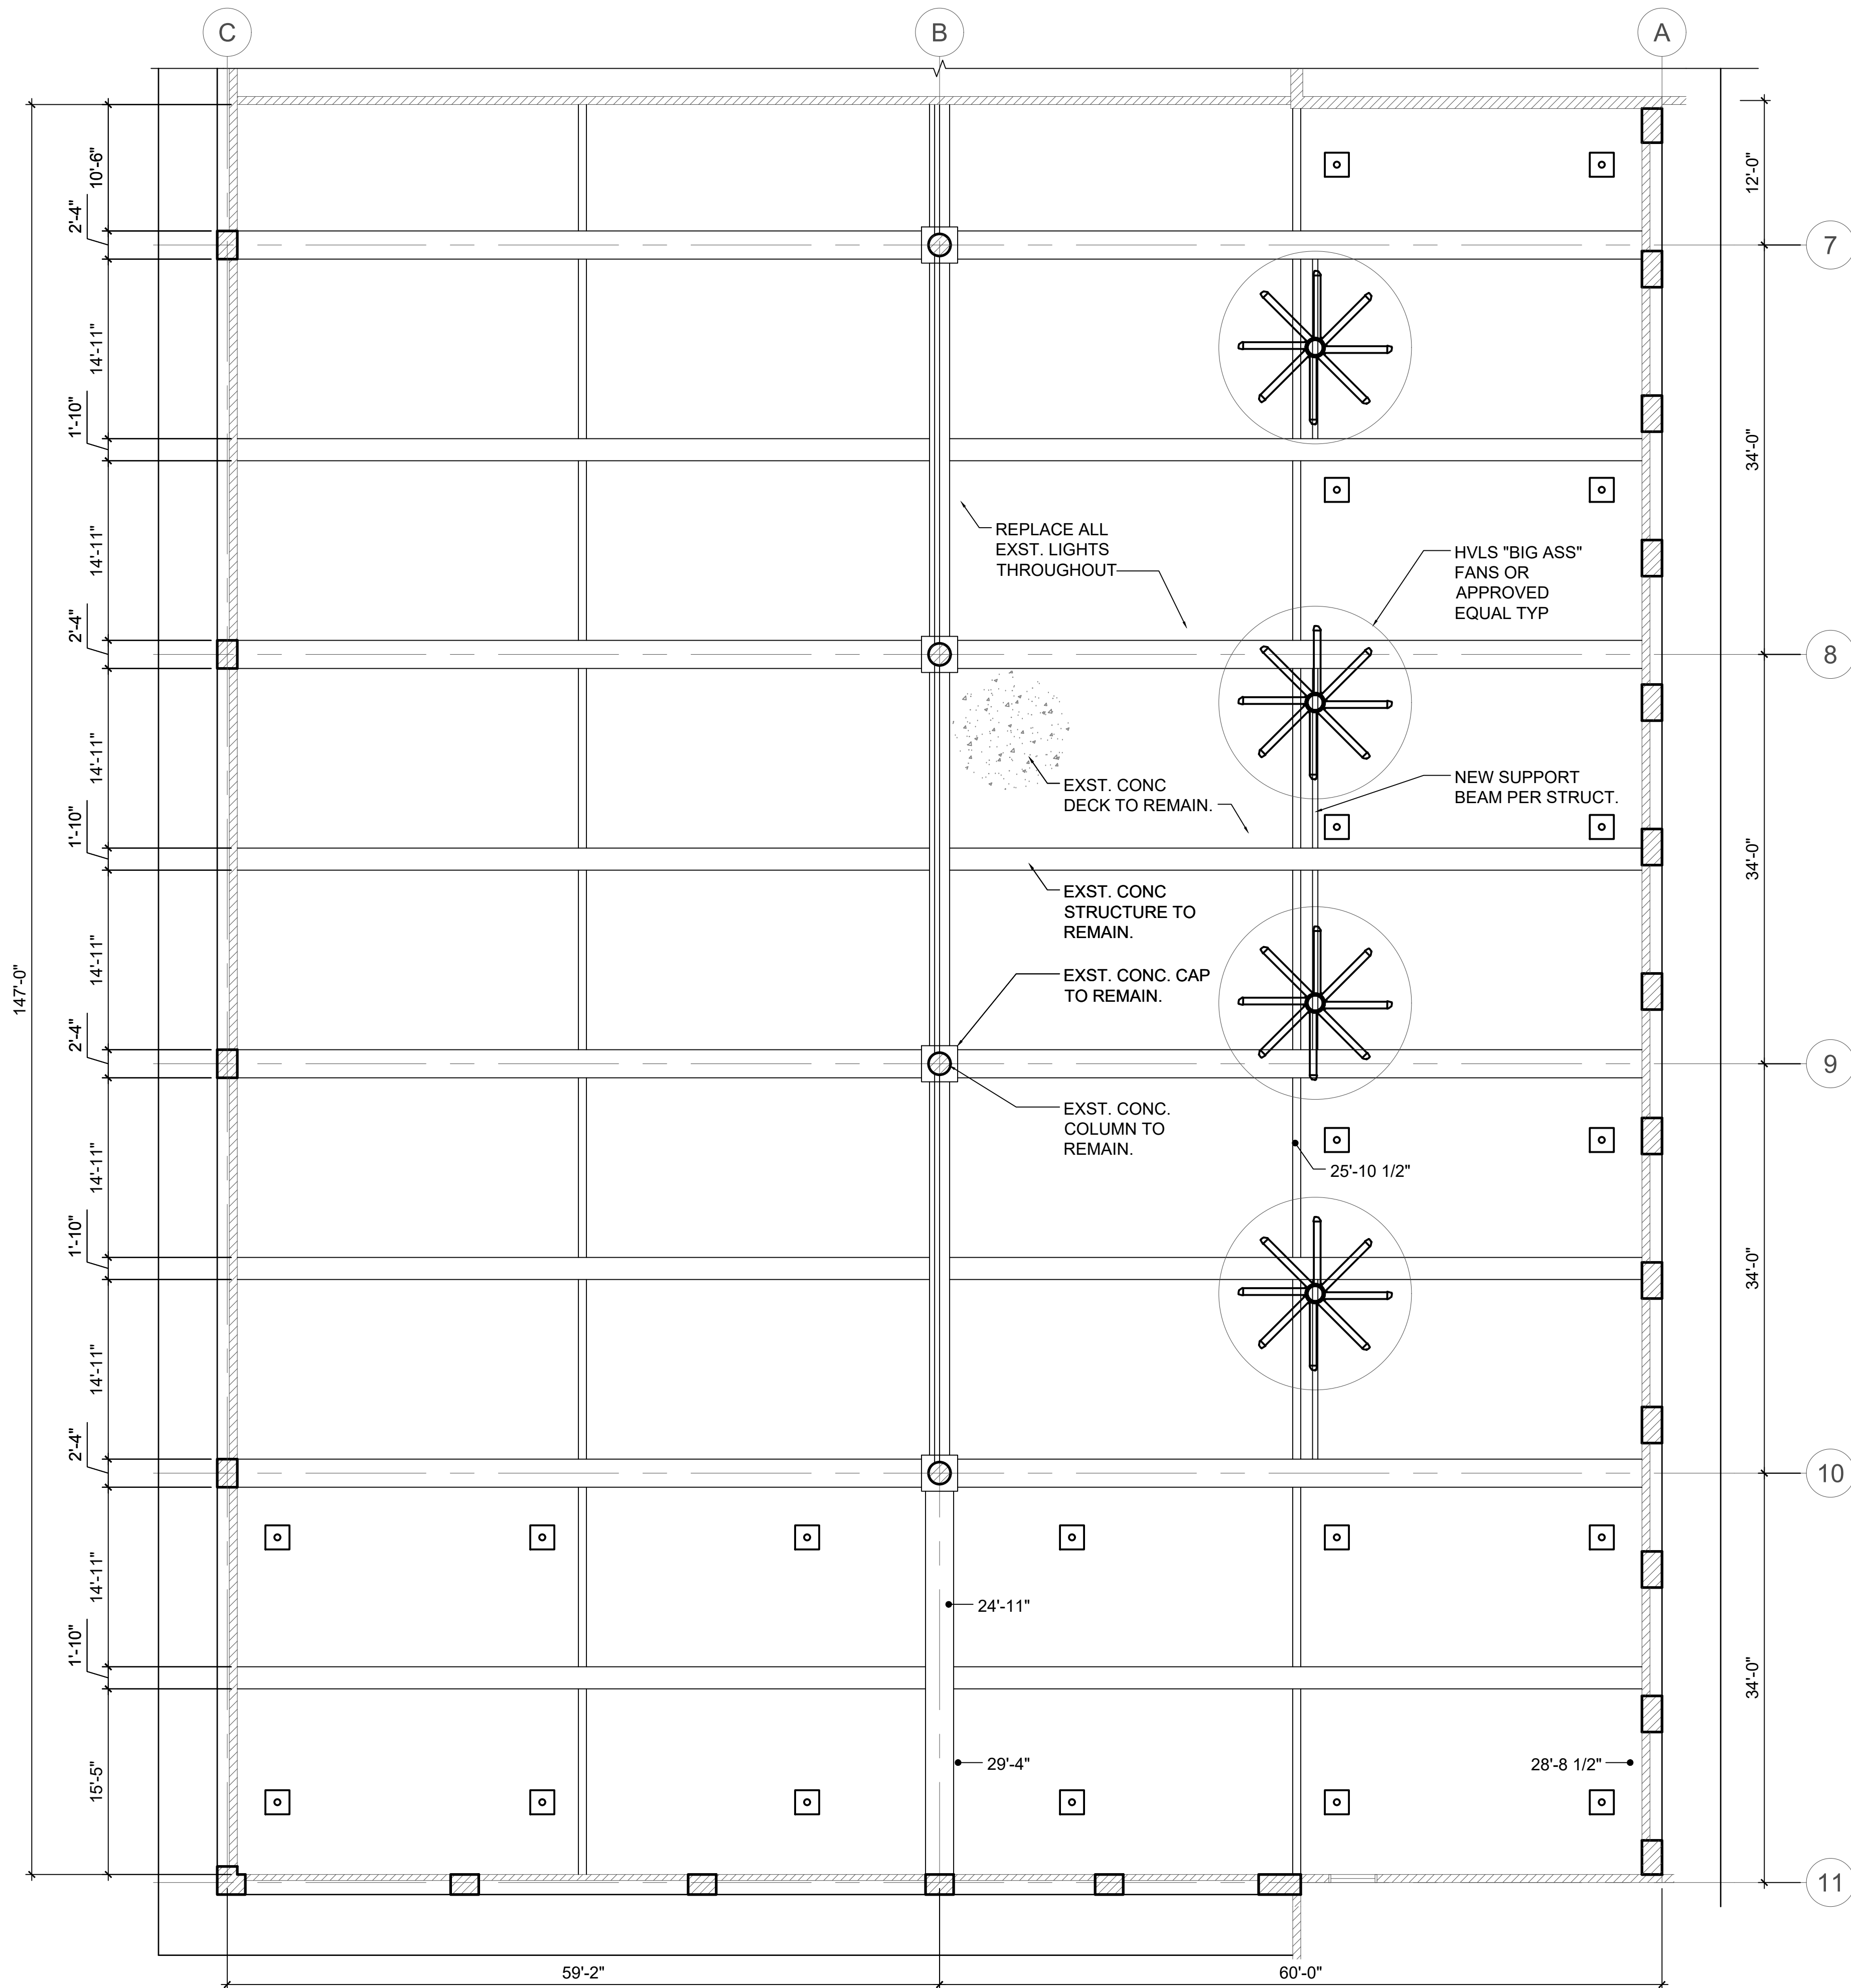 C
B
A
7
8
9
10
11
147'-0"
10'-6"
2'-4"
14'-11"
1'-10"
14'-11"
2'-4"
14'-11"
1'-10"
14'-11"
2'-4"
14'-11"
1'-10"
14'-11"
2'-4"
14'-11"
1'-10"
15'-5"
12'-0"
34'-0"
34'-0"
34'-0"
34'-0"
REPLACE ALL
EXST. LIGHTS
THROUGHOUT
HVLS "BIG ASS"
FANS OR
APPROVED
EQUAL TYP
EXST. CONC
DECK TO REMAIN.
NEW SUPPORT
BEAM PER STRUCT.
EXST. CONC
STRUCTURE TO
REMAIN.
EXST. CONC. CAP
TO REMAIN.
EXST. CONC.
COLUMN TO
REMAIN.
25'-10 1/2"
24'-11"
29'-4"
28'-8 1/2"
59'-2"
60'-0"